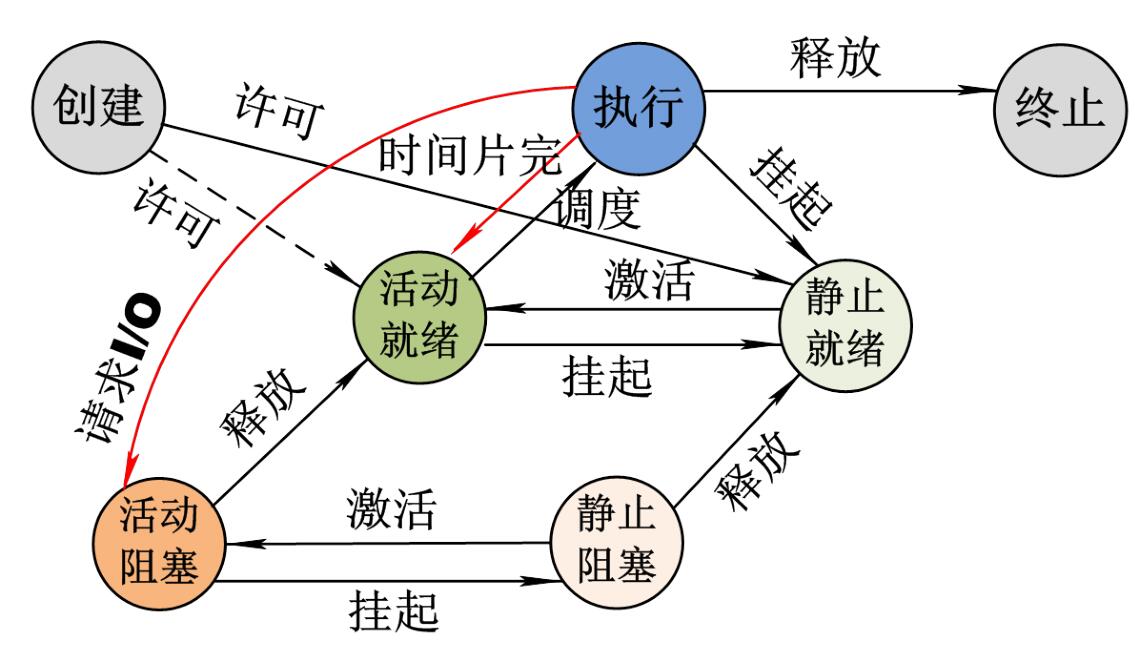 创建
许可
许可
时间片完
执行
释放
终止
调度
挂起
活动
就绪
激活
挂起
静止
就绪
请求I/O
释放
释放
活动
阻塞
激活
挂起
静止
阻塞